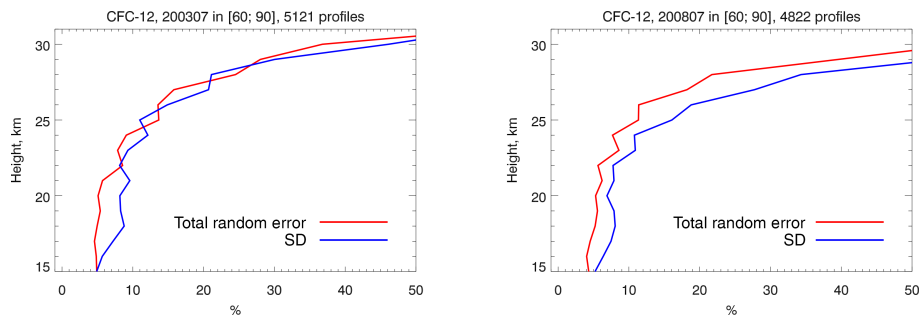 CFC-12, 200307 in [60; 90], 5121 profiles
30
25
20
15
Height, km
Total random error
SD
0 10 20 30 40 50
%
CFC-12, 200807 in [60; 90], 4822 profiles
30
25
20
15
Height, km
Total random error
SD
0 10 20 30 40 50
%